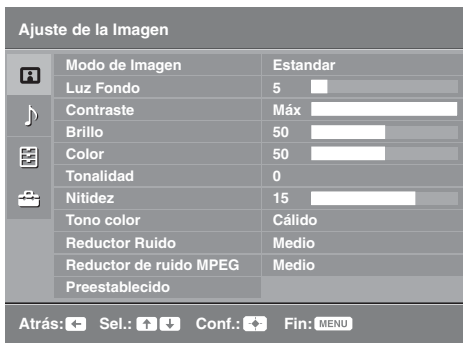 Ajuste de la Imagen
Modo de Imagen Estandar
Luz Fondo 5
Contraste Máx
Brillo 50
Color 50
Tonalidad 0
Nitidez 15
Tono color Cálido
Reductor Ruido Medio
Reductor de ruido MPEG Medio
Preestablecido
Atrás: Sel.: Conf.: Fin: MENU